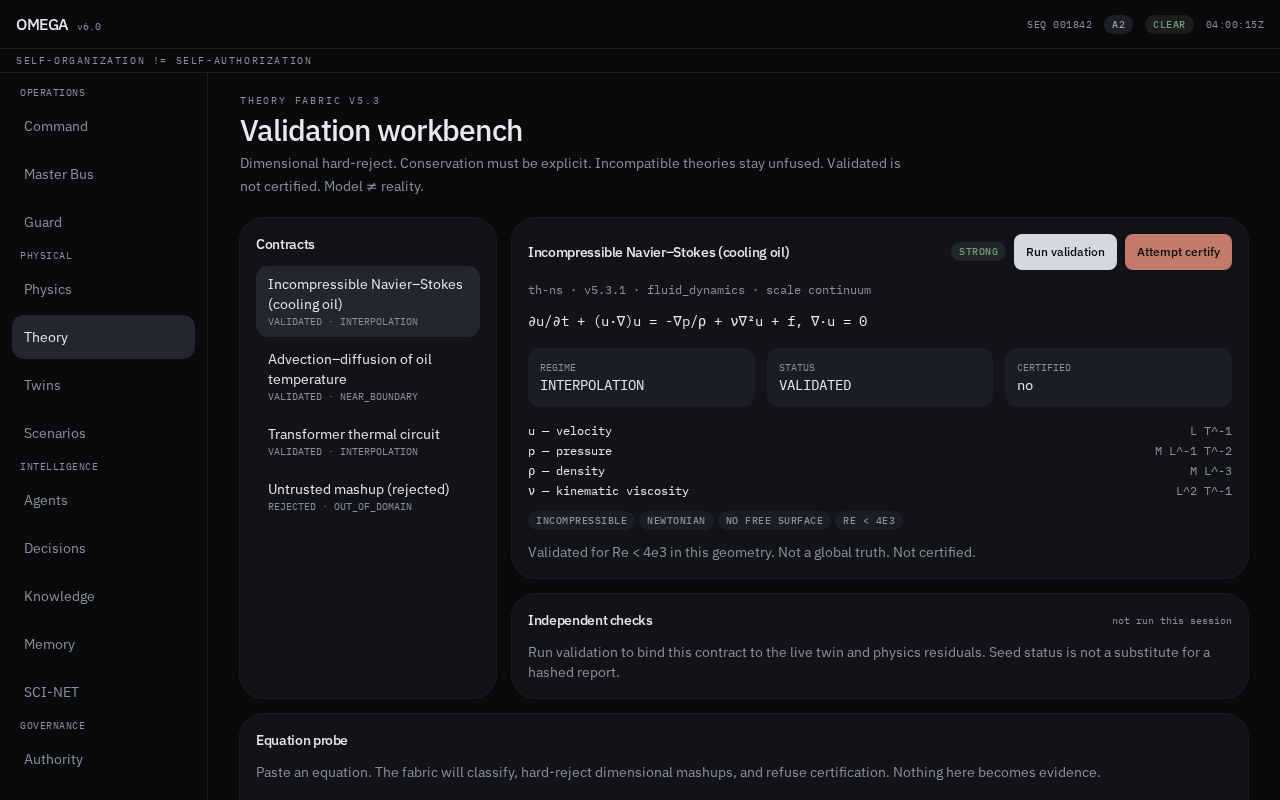 OMEGA v6.0
SEQ 001842 A2 CLEAR 04:00:15Z
SELF-ORGANIZATION != SELF-AUTHORIZATION
OPERATIONS
Command
Master Bus
Guard
PHYSICAL
Physics
Theory
Twins
Scenarios
INTELLIGENCE
Agents
Decisions
Knowledge
Memory
SCI-NET
GOVERNANCE
Authority
THEORY FABRIC V5.3
Validation workbench
Dimensional hard-reject. Conservation must be explicit. Incompatible theories stay unfused. Validated is
not certified. Model ≠ reality.
Contracts
Incompressible Navier–Stokes
(cooling oil)
VALIDATED · INTERPOLATION
Advection–diffusion of oil
temperature
VALIDATED · NEAR_BOUNDARY
Transformer thermal circuit
VALIDATED · INTERPOLATION
Untrusted mashup (rejected)
REJECTED · OUT_OF_DOMAIN
Incompressible Navier–Stokes (cooling oil)
STRONG Run validation Attempt certify
th-ns · v5.3.1 · fluid_dynamics · scale continuum
∂u/∂t + (u·∇)u = -∇p/ρ + ν∇²u + f, ∇·u = 0
REGIME
INTERPOLATION
STATUS
VALIDATED
CERTIFIED
no
u — velocity L T^-1
p — pressure M L^-1 T^-2
ρ — density M L^-3
ν — kinematic viscosity L^2 T^-1
INCOMPRESSIBLE NEWTONIAN NO FREE SURFACE RE < 4E3
Validated for Re < 4e3 in this geometry. Not a global truth. Not certified.
Independent checks not run this session
Run validation to bind this contract to the live twin and physics residuals. Seed status is not a substitute for a
hashed report.
Equation probe
Paste an equation. The fabric will classify, hard-reject dimensional mashups, and refuse certification. Nothing here becomes evidence.